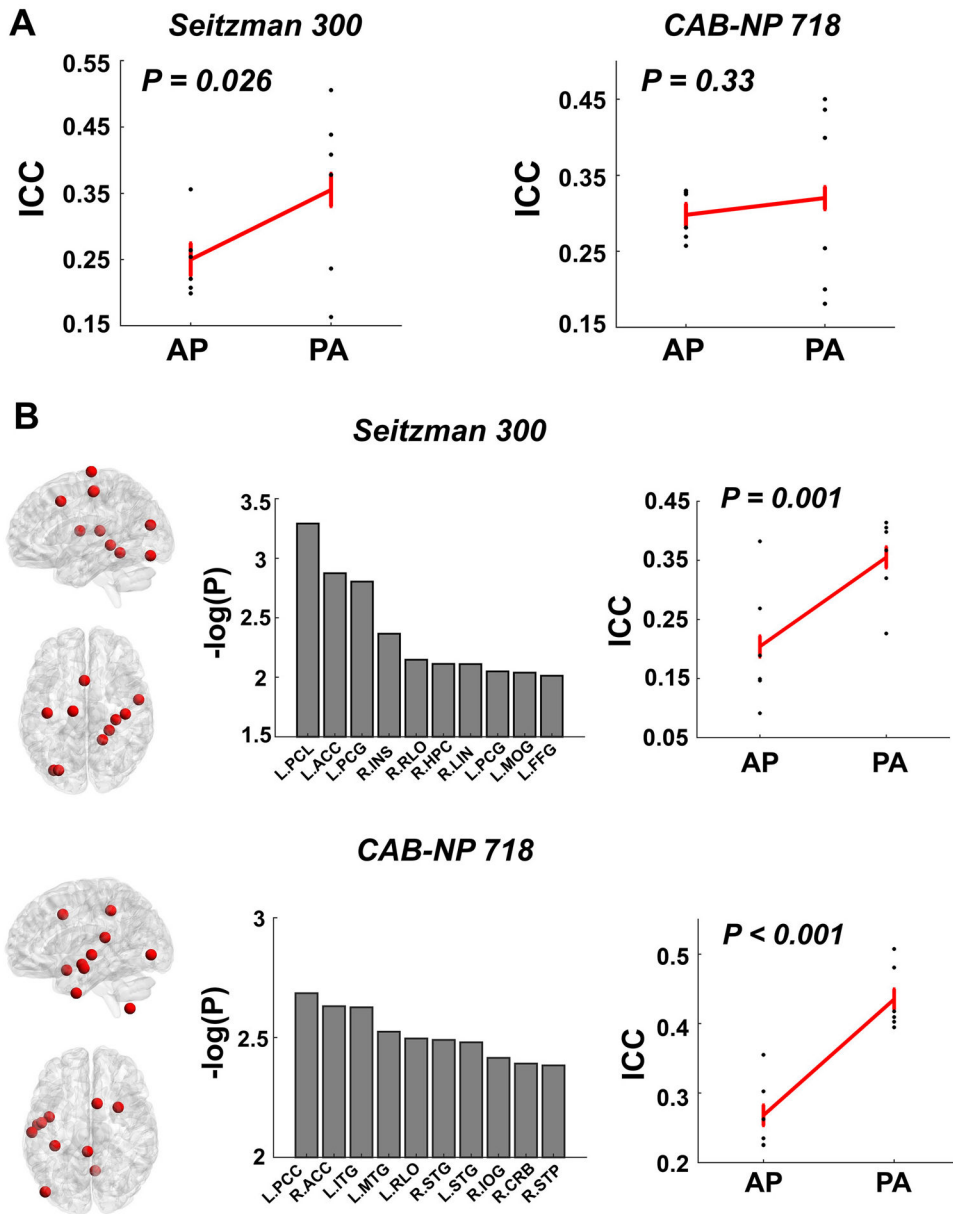 A
Seitzman 300
CAB-NP 718
P = 0.026
ICC
0.55
0.45
0.35
0.25
0.15
AP PA
P = 0.33
ICC
0.45
0.35
0.25
0.15
AP PA
B
Seitzman 300
-log(P)
3.5
3
2.5
2
1.5
L.PCL L.ACC L.PCG R.INS R.RLO R.HPC R.LIN L.PCG L.MOG L.FFG
P = 0.001
ICC
0.45
0.35
0.25
0.15
0.05
AP PA
CAB-NP 718
-log(P)
3
2.5
2
L.PCC R.ACC L.ITG L.MTG L.RLO R.STG L.STG R.IOG R.CRB R.STP
P < 0.001
ICC
0.5
0.4
0.3
0.2
AP PA